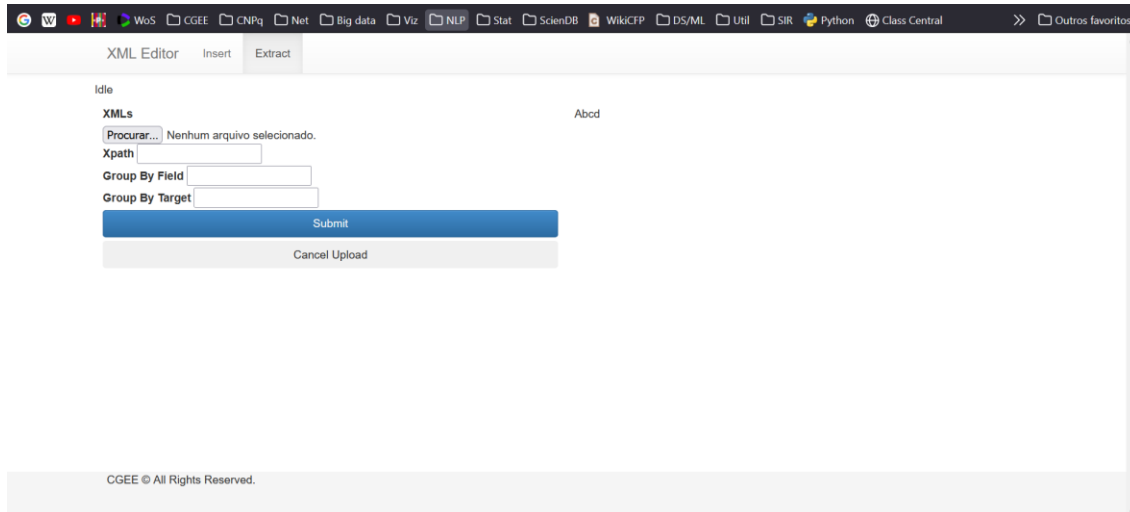 WoS CGEE CNPq Net Big data Viz NLP Stat ScienDB WikiCFP DS/ML Util SIR Python Class Central Outros favoritos
XML Editor Insert Extract
Idle
XMLs Abcd
Procurar... Nenhum arquivo selecionado.
Xpath
Group By Field
Group By Target
Submit
Cancel Upload
CGEE © All Rights Reserved.